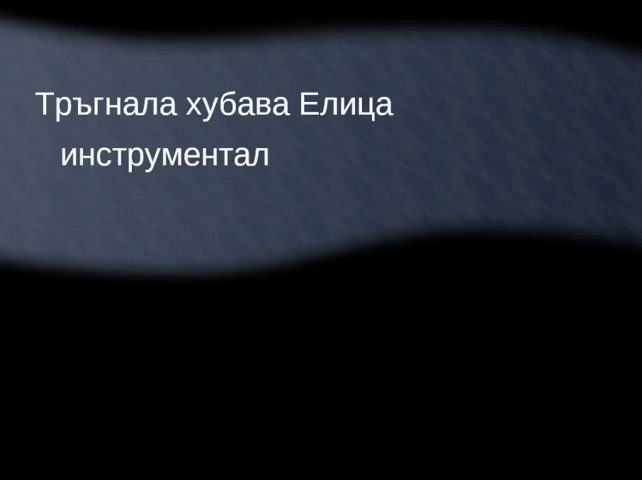 Тръгнала хубава Елица
инструментал